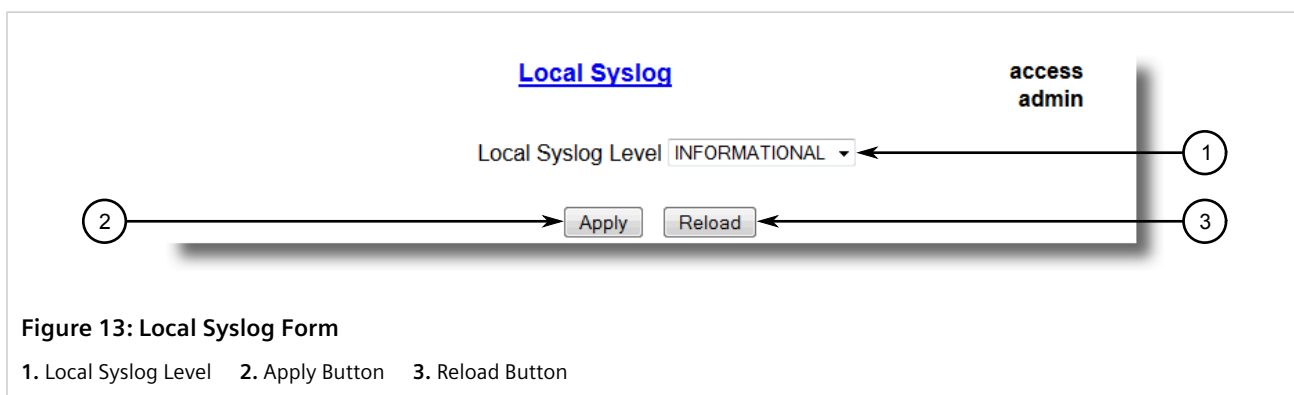 Local Syslog
access
admin
Local Syslog Level INFORMATIONAL
1
2
Apply
Reload
3
Figure 13: Local Syslog Form
1. Local Syslog Level 2. Apply Button 3. Reload Button